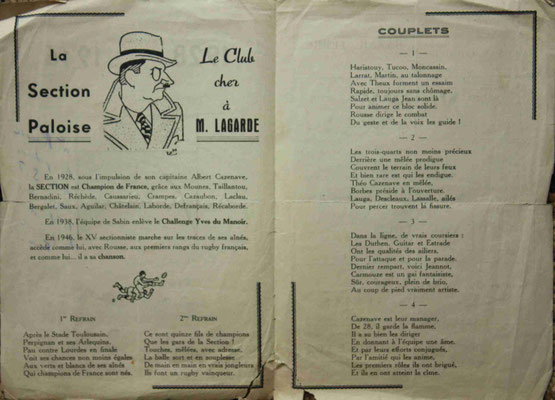 La
Section
Paloise
Le Club
cher
à
M. LAGARDE
En 1928, sous l'impulsion de son capitaine Albert Cazenave,
la SECTION est Champion de France, grâce aux Mounes, Taillantou,
Bernadini, Réchède, Caussarieu, Grampes, Cazaubon, Laclau,
Bergalet, Saux, Aguilar, Châtelain, Laborde, Defrançais, Récaborde.
En 1938, l'équipe de Sahin enlève le Challenge Yves du Manoir.
En 1946, le XV sectionniste marche sur les traces de ses aînés,
accède comme lui, avec Rousse, aux premiers rangs du rugby français,
et comme lui... il a sa chanson.
1er REFRAIN
Après le Stade Toulousain,
Perpignan et ses Arlequins,
Pau contre Lourdes en finale
Voit ses chances non moins égales
Aux verts et blancs de ses aînés
Qui champions de France sont nés.
2me REFRAIN
Ce sont quinze fils de champions
Que les gars de la Section !
Touches, mêlées, avec adresse,
La balle sort et en souplesse
De main en main en vrais jongleurs
Ils font un rugby vainqueur.
COUPLETS
— 1 —
Haristony, Tucoo, Moncassin,
Larrat, Martin, au talonnage
Avec Theux forment un essaim
Rapide, toujours sans chômage,
Salzet et Lauga Jean sont là
Pour animer ce bloc solide.
Rousse dirige le combat
Du geste et de la voix les guide !
— 2 —
Les trois-quarts non moins précieux
Derrière une mêlée prodigue
Couvrent le terrain de leurs feux
Et bien rare est qui les endigue.
Théo Cazenave en mêlée,
Borbes préside à l'ouverture.
Lauga, Descleaux, Lassalle, ailés
Pour percer trouvent la fissure.
— 3 —
Dans la ligne, de vrais coursiers :
Les Duthen, Guitar et Estrade
Ont les qualités des ailiers.
Pour l'attaque et pour la parade.
Dernier rempart, voici Jeannot,
Carmouze est un gai fantaisiste,
Sûr, courageux, plein de brio,
Au coup de pied vraiment artiste.
— 4 —
Cazenave est leur manager,
De 28, il garde la flamme,
Il a su bien les diriger
En donnant à l'équipe une âme.
Et par leurs efforts conjugués,
Par l'amitié qui les anime,
Les premiers rôles ils ont brigué,
Et ils en ont atteint la cîme.